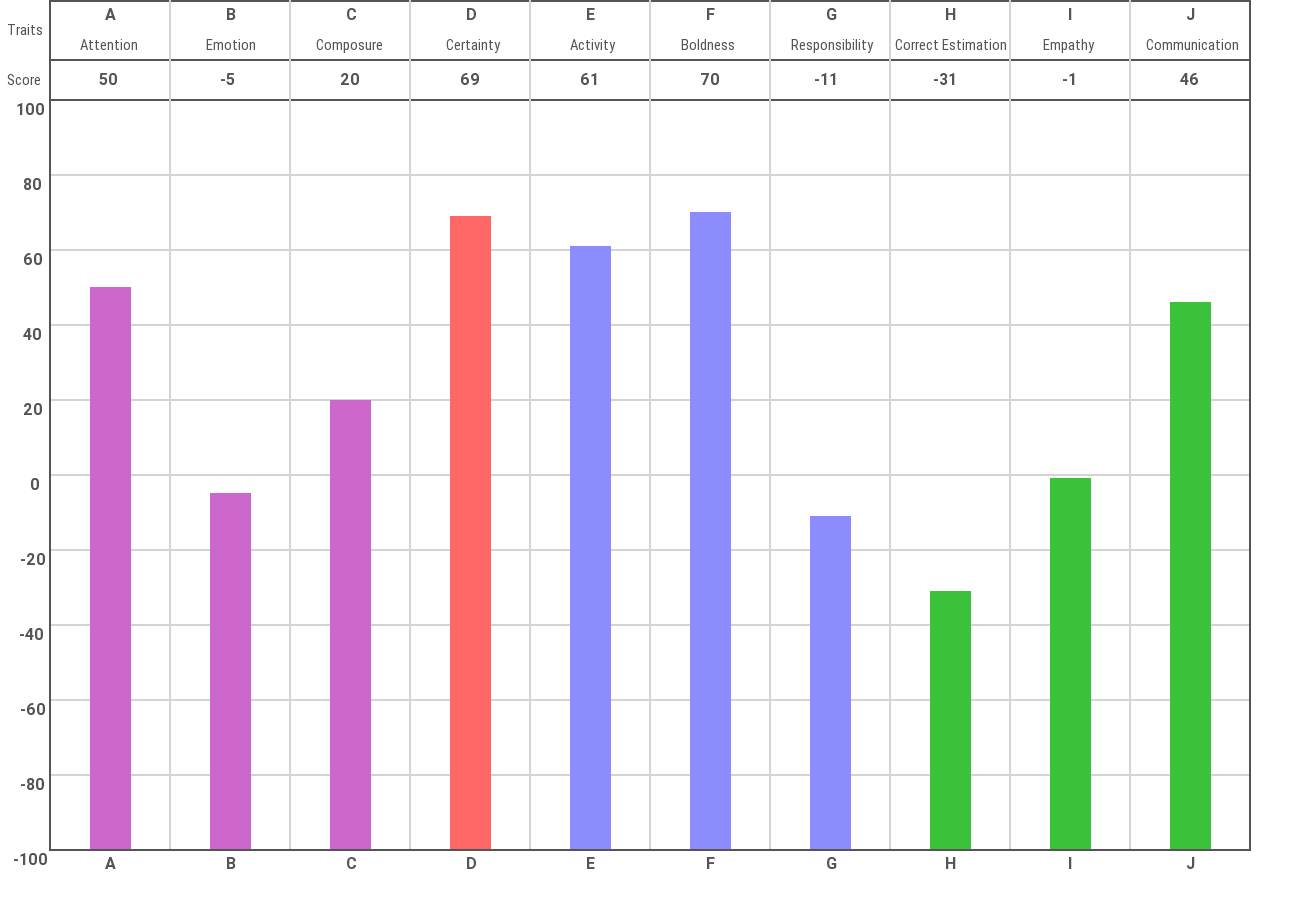 Traits A B C D E F G H I J
Attention Emotion Composure Certainty Activity Boldness Responsibility Correct Estimation Empathy Communication
Score 50 -5 20 69 61 70 -11 -31 -1 46
100
80
60
40
20
0
-20
-40
-60
-80
-100
A B C D E F G H I J